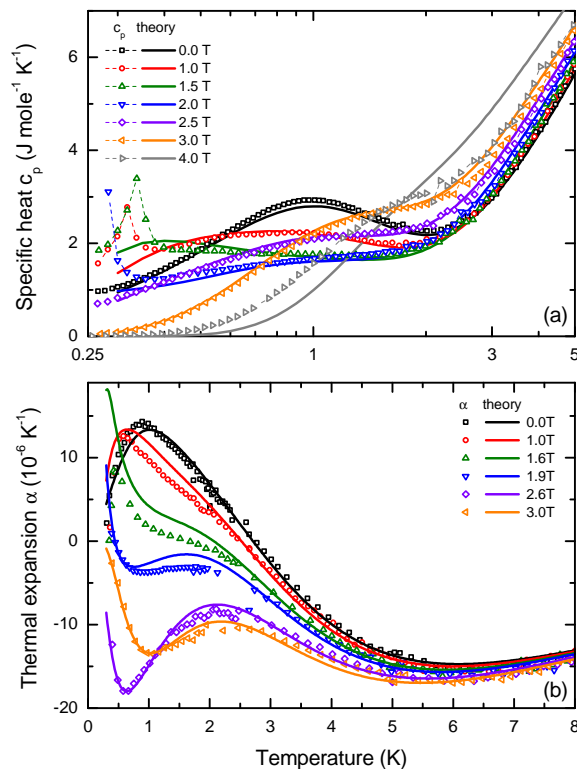 Specific heat c_p (J mole⁻¹ K⁻¹)
6
4
2
0
c_p theory
0.0 T
1.0 T
1.5 T
2.0 T
2.5 T
3.0 T
4.0 T
(a)
0.25 1 3 5
Thermal expansion α (10⁻⁶ K⁻¹)
10
0
-10
-20
α theory
0.0T
1.0T
1.6T
1.9T
2.6T
3.0T
(b)
0 1 2 3 4 5 6 7 8
Temperature (K)